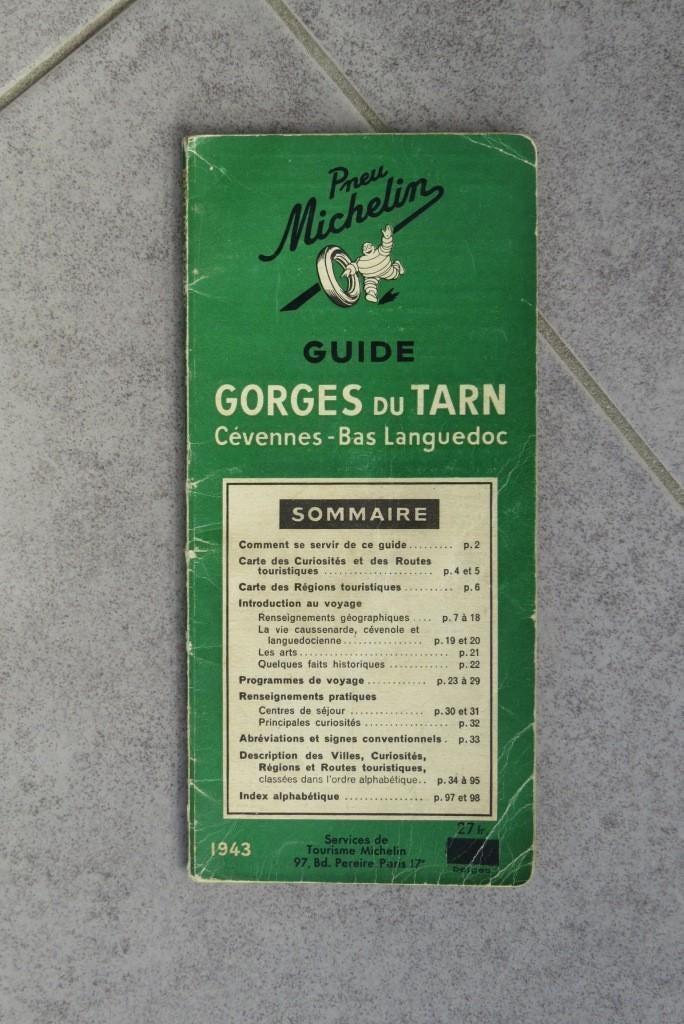 Pneu
Michelin
GUIDE
GORGES DU TARN
Cévennes - Bas Languedoc
SOMMAIRE
Comment se servir de ce guide ......... p. 2
Carte des Curiosités et des Routes
touristiques ...................... p. 4 et 5
Carte des Régions touristiques .......... p. 6
Introduction au voyage
Renseignements géographiques .... p. 7 à 18
La vie caussenarde, cévenole et
languedocienne ................ p. 19 et 20
Les arts ................................ p. 21
Quelques faits historiques ............ p. 22
Programmes de voyage ............ p. 23 à 29
Renseignements pratiques
Centres de séjour ............... p. 30 et 31
Principales curiosités ................. p. 32
Abréviations et signes conventionnels . p. 33
Description des Villes, Curiosités,
Régions et Routes touristiques,
classées dans l'ordre alphabétique .. p. 34 à 95
Index alphabétique ................ p. 97 et 98
1943
Services de
Tourisme Michelin
97, Bd. Pereire Paris 17e
27 fr